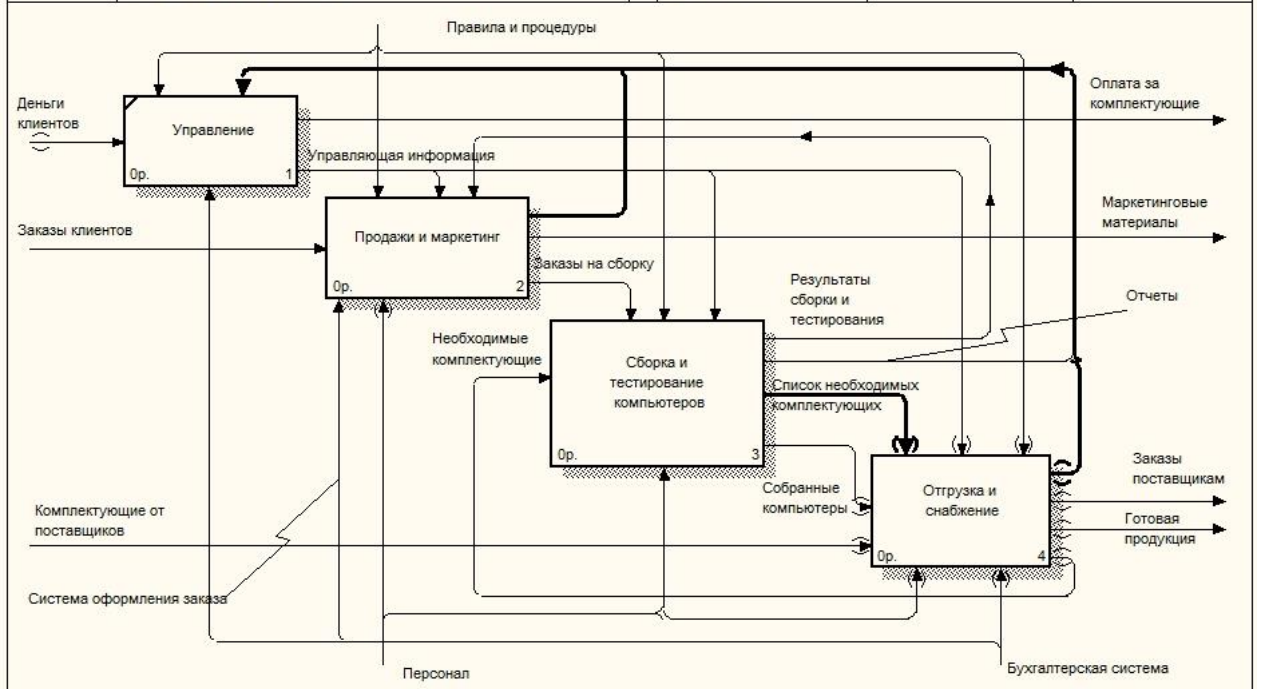 Правила и процедуры
Деньги
клиентов
Управление
0р.
1
Оплата за
комплектующие
Управляющая информация
Заказы клиентов
Продажи и маркетинг
0р.
2
Маркетинговые
материалы
Заказы на сборку
Результаты
сборки и
тестирования
Отчеты
Необходимые
комплектующие
Сборка и
тестирование
компьютеров
0р.
3
Список необходимых
комплектующих
Собранные
компьютеры
Отгрузка и
снабжение
0р.
4
Заказы
поставщикам
Готовая
продукция
Комплектующие от
поставщиков
Система оформления заказа
Персонал
Бухгалтерская система